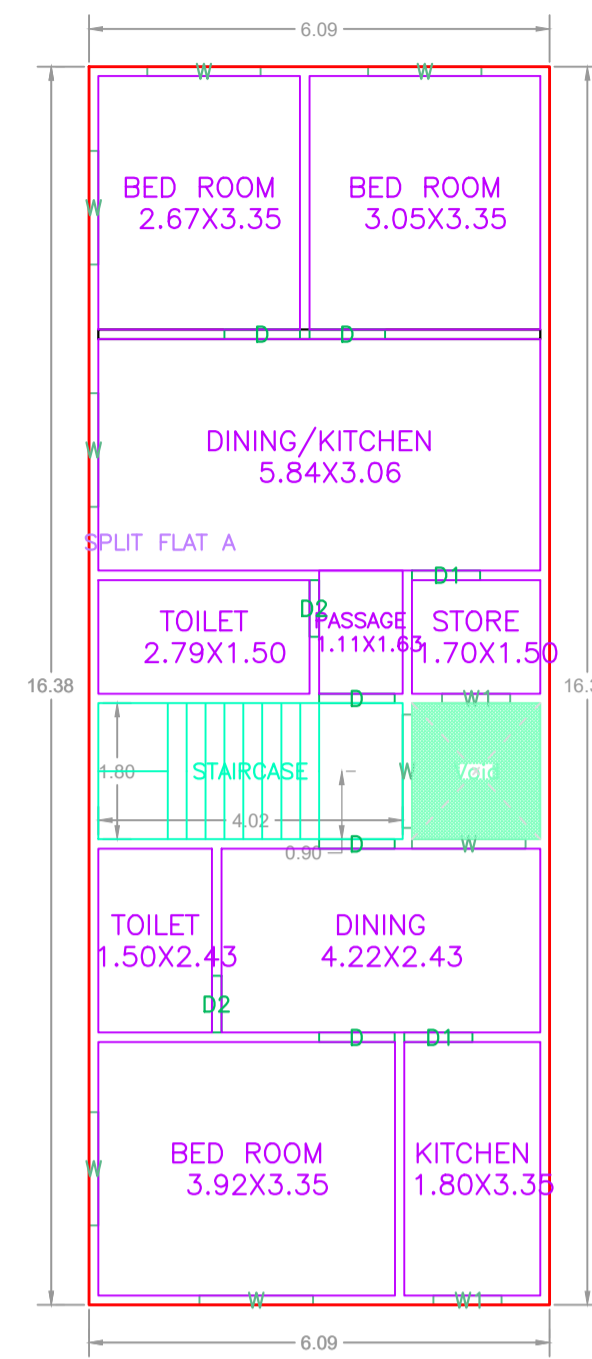 6.09
W W
BED ROOM
2.67X3.35
BED ROOM
3.05X3.35
W
D D
DINING/KITCHEN
5.84X3.06
W
SPLIT FLAT A
D1
D2
TOILET
2.79X1.50
PASSAGE
1.11X1.63
STORE
1.70X1.50
16.38
D
W1
1.80
STAIRCASE
W
Void
4.02
0.90
D
W
TOILET
1.50X2.43
DINING
4.22X2.43
D2
D D1
BED ROOM
3.92X3.35
KITCHEN
1.80X3.35
W
W W1
6.09